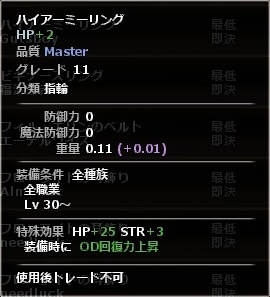 ハイアーミーリング
HP+2
品質 Master
グレード 11
分類 指輪
防御力 0
魔法防御力 0
重量 0.11 (+0.01)
装備条件 全種族
全職業
Lv 30～
特殊効果 HP+25 STR+3
装備時に OD回復力上昇
使用後トレード不可